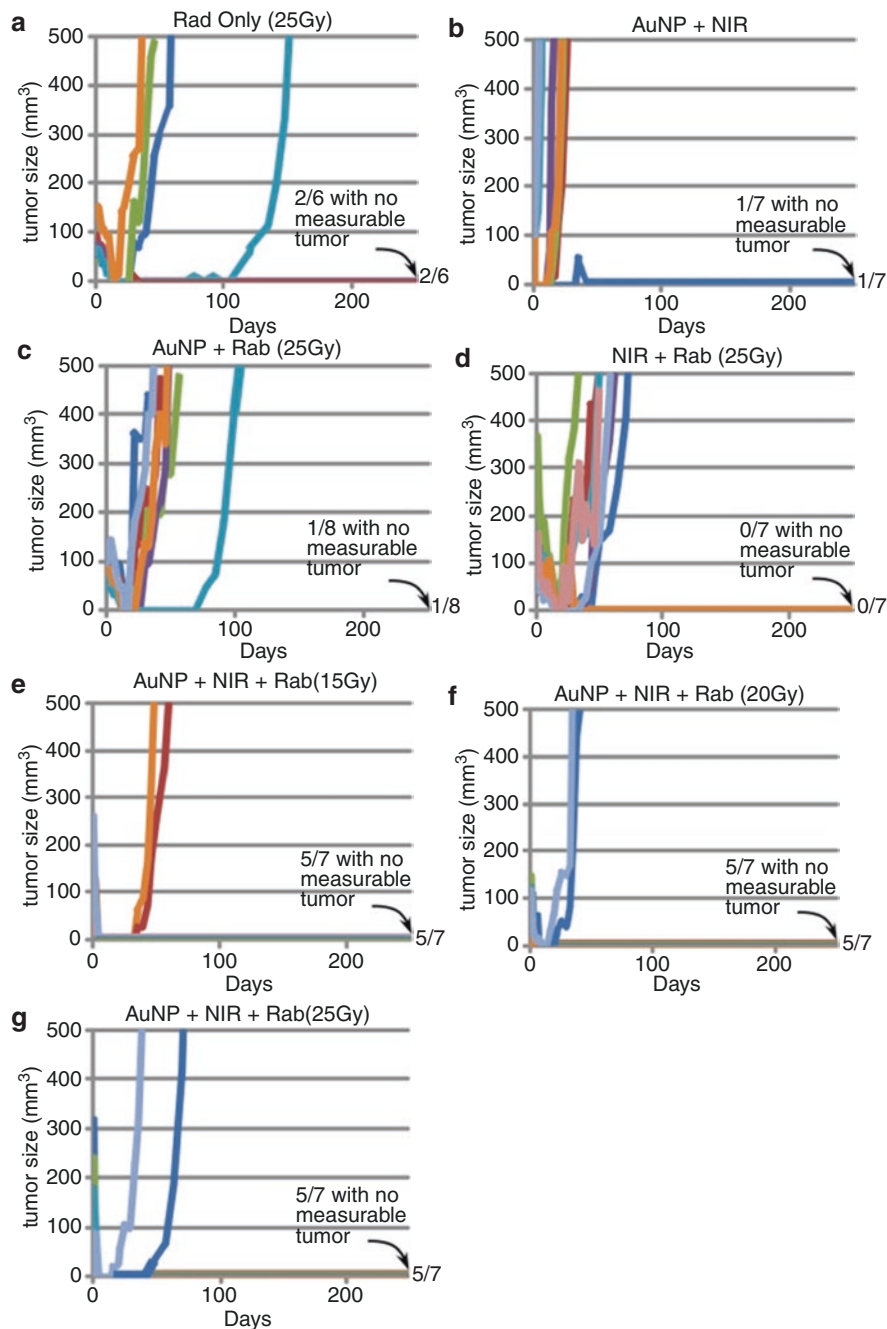 a
Rad Only (25Gy)
tumor size (mm³)
500
400
300
200
100
0
2/6 with no
measurable
tumor
2/6
0
100
200
Days
b
AuNP + NIR
tumor size (mm³)
500
400
300
200
100
0
1/7 with no
measurable
tumor
1/7
0
100
200
Days
c
AuNP + Rab (25Gy)
tumor size (mm³)
500
400
300
200
100
0
1/8 with no
measurable
tumor
1/8
0
100
200
Days
d
NIR + Rab (25Gy)
tumor size (mm³)
500
400
300
200
100
0
0/7 with no
measurable
tumor
0/7
0
100
200
Days
e
AuNP + NIR + Rab(15Gy)
tumor size (mm³)
500
400
300
200
100
0
5/7 with no
measurable
tumor
5/7
0
100
200
Days
f
AuNP + NIR + Rab (20Gy)
tumor size (mm³)
500
400
300
200
100
0
5/7 with no
measurable
tumor
5/7
0
100
200
Days
g
AuNP + NIR + Rab(25Gy)
tumor size (mm³)
500
400
300
200
100
0
5/7 with no
measurable
tumor
5/7
0
100
200
Days